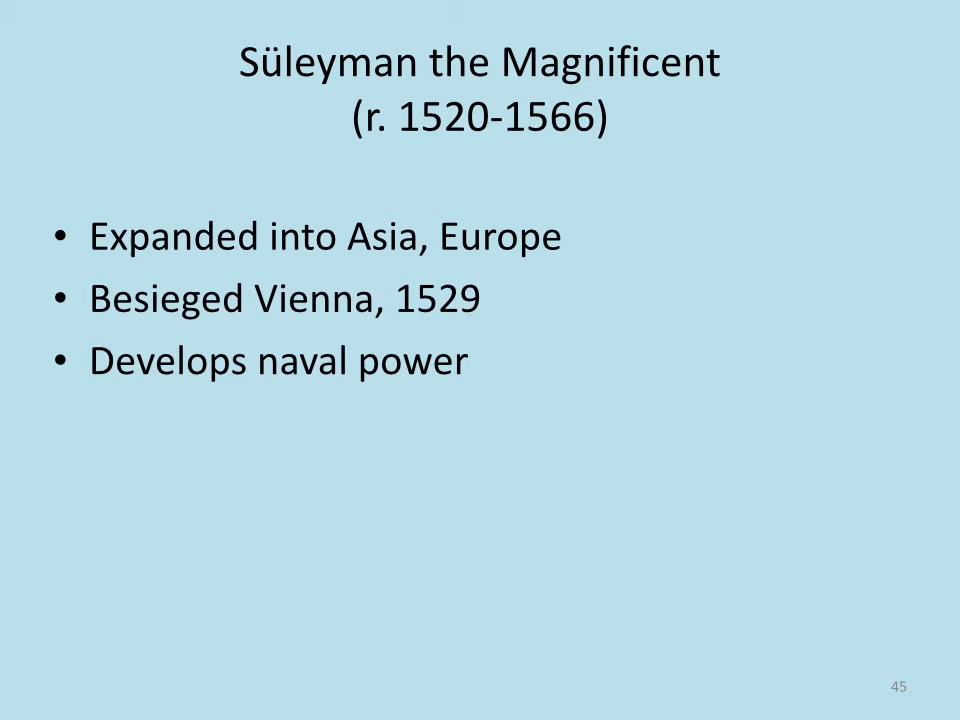 Süleyman the Magnificent
(r. 1520-1566)
• Expanded into Asia, Europe
• Besieged Vienna, 1529
• Develops naval power
45